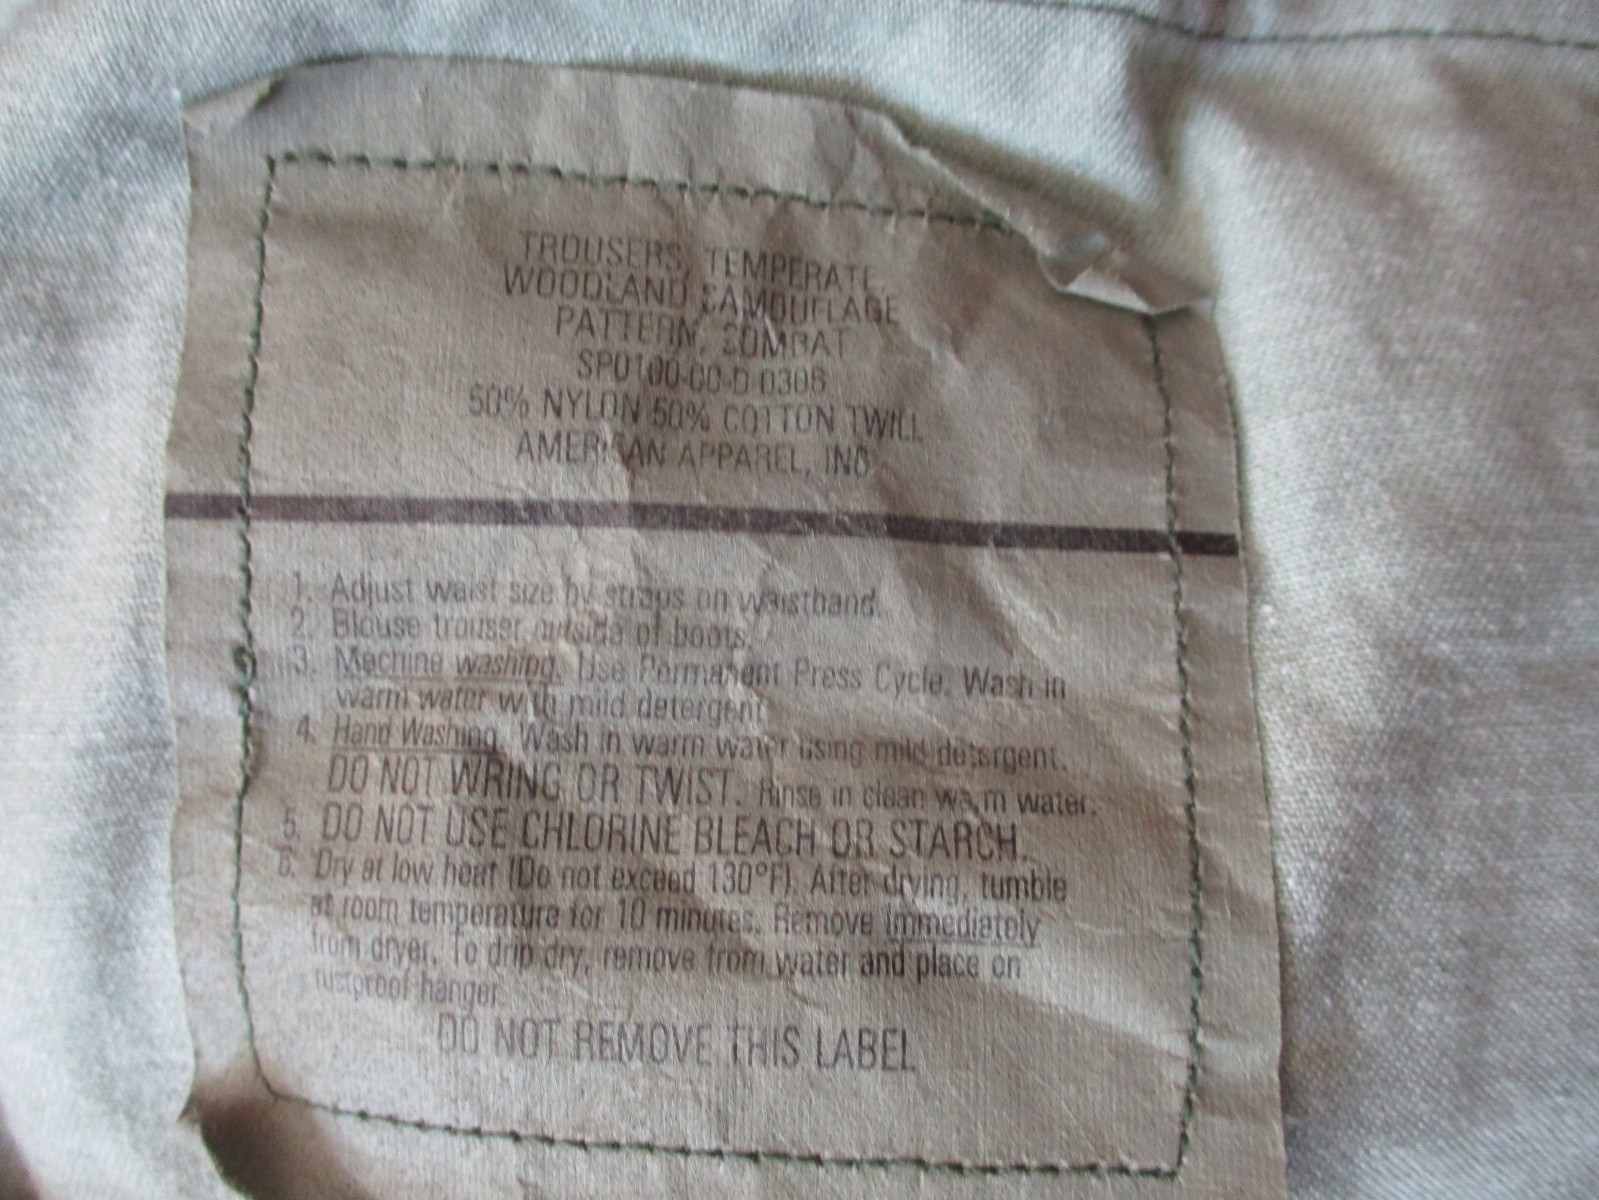 TROUSERS, TEMPERATE,
WOODLAND CAMOUFLAGE
PATTERN, COMBAT
SP0100-00-D-0306
50% NYLON 50% COTTON TWILL
AMERICAN APPAREL, INC
1. Adjust waist size by straps on waistband.
2. Blouse trouser outside of boots.
3. Machine washing. Use Permanent Press Cycle. Wash in
warm water with mild detergent.
4. Hand Washing. Wash in warm water using mild detergent.
DO NOT WRING OR TWIST. Rinse in clean warm water.
5. DO NOT USE CHLORINE BLEACH OR STARCH.
6. Dry at low heat (Do not exceed 130°F). After drying, tumble
at room temperature for 10 minutes. Remove immediately
from dryer. To drip dry, remove from water and place on
rustproof hanger.
DO NOT REMOVE THIS LABEL